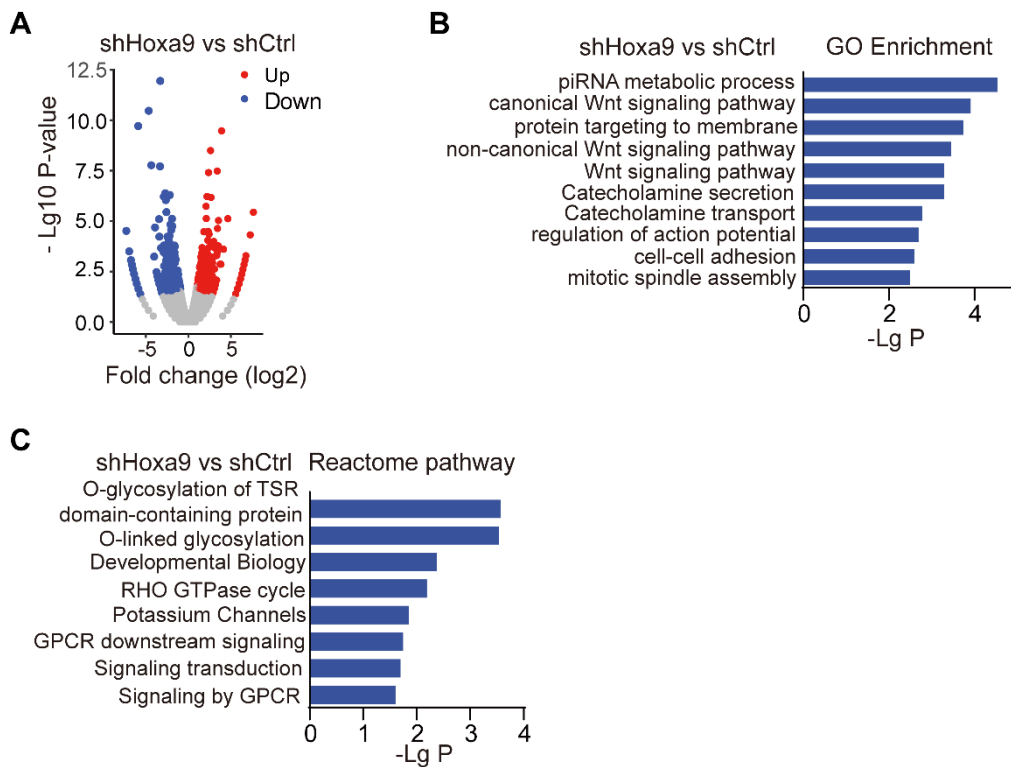 A
shHoxa9 vs shCtrl
Up
Down
- Lg10 P-value
12.5
10.0
7.5
5.0
2.5
0.0
-5 0 5
Fold change (log2)
B
shHoxa9 vs shCtrl GO Enrichment
piRNA metabolic process
canonical Wnt signaling pathway
protein targeting to membrane
non-canonical Wnt signaling pathway
Wnt signaling pathway
Catecholamine secretion
Catecholamine transport
regulation of action potential
cell-cell adhesion
mitotic spindle assembly
0 2 4
-Lg P
C
shHoxa9 vs shCtrl Reactome pathway
O-glycosylation of TSR
domain-containing protein
O-linked glycosylation
Developmental Biology
RHO GTPase cycle
Potassium Channels
GPCR downstream signaling
Signaling transduction
Signaling by GPCR
0 1 2 3 4
-Lg P